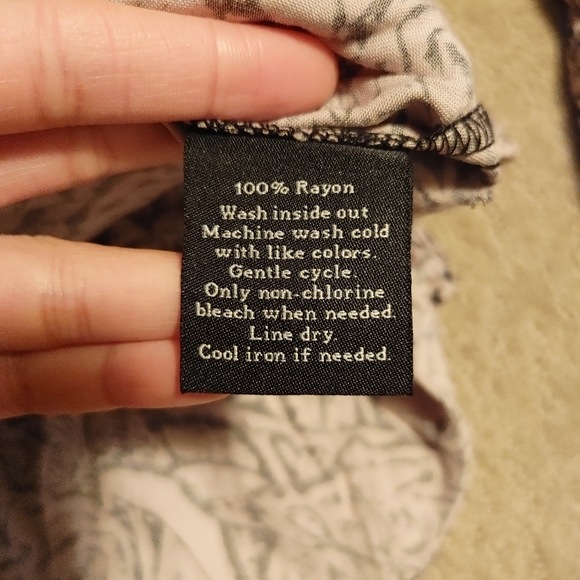 100% Rayon
Wash inside out
Machine wash cold
with like colors.
Gentle cycle.
Only non-chlorine
bleach when needed.
Line dry.
Cool iron if needed.